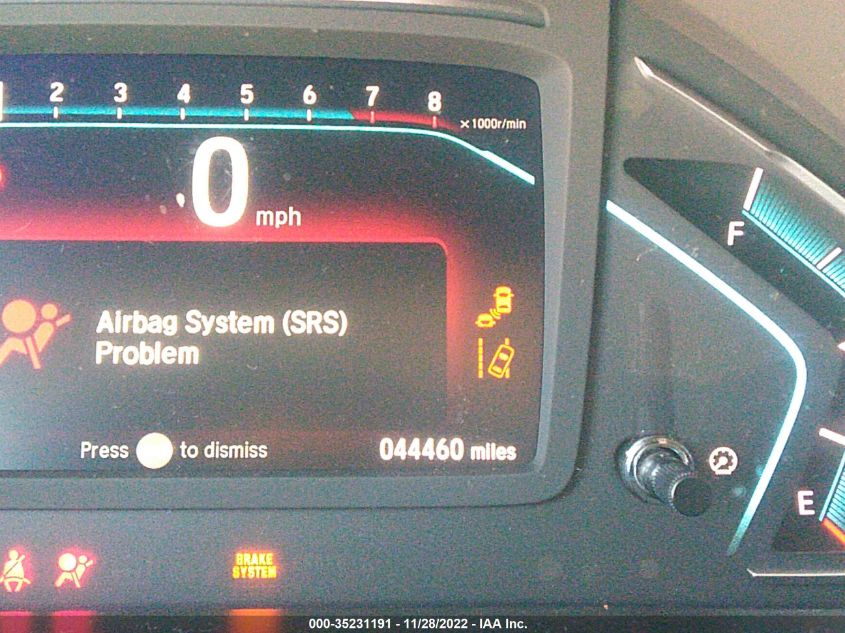 2 3 4 5 6 7 8
×1000r/min
0 mph
F
Airbag System (SRS)
Problem
Press to dismiss
044460 miles
E
BRAKE
SYSTEM
000-35231191 - 11/28/2022 - IAA Inc.